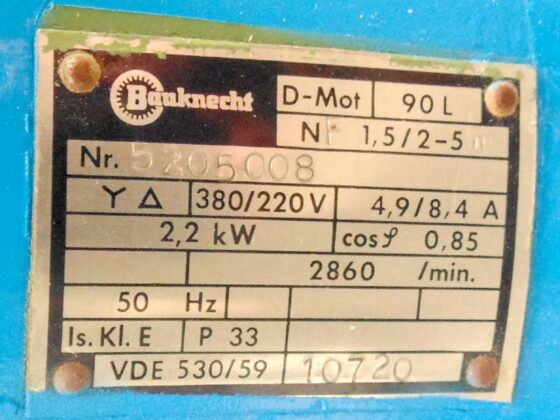 Bauknecht D-Mot 90 L
N 1,5/2-5
Nr. 5205008
Y Δ 380/220 V 4,9/8,4 A
2,2 kW cosφ 0,85
2860 /min.
50 Hz
Is. Kl. E P 33
VDE 530/59 10720